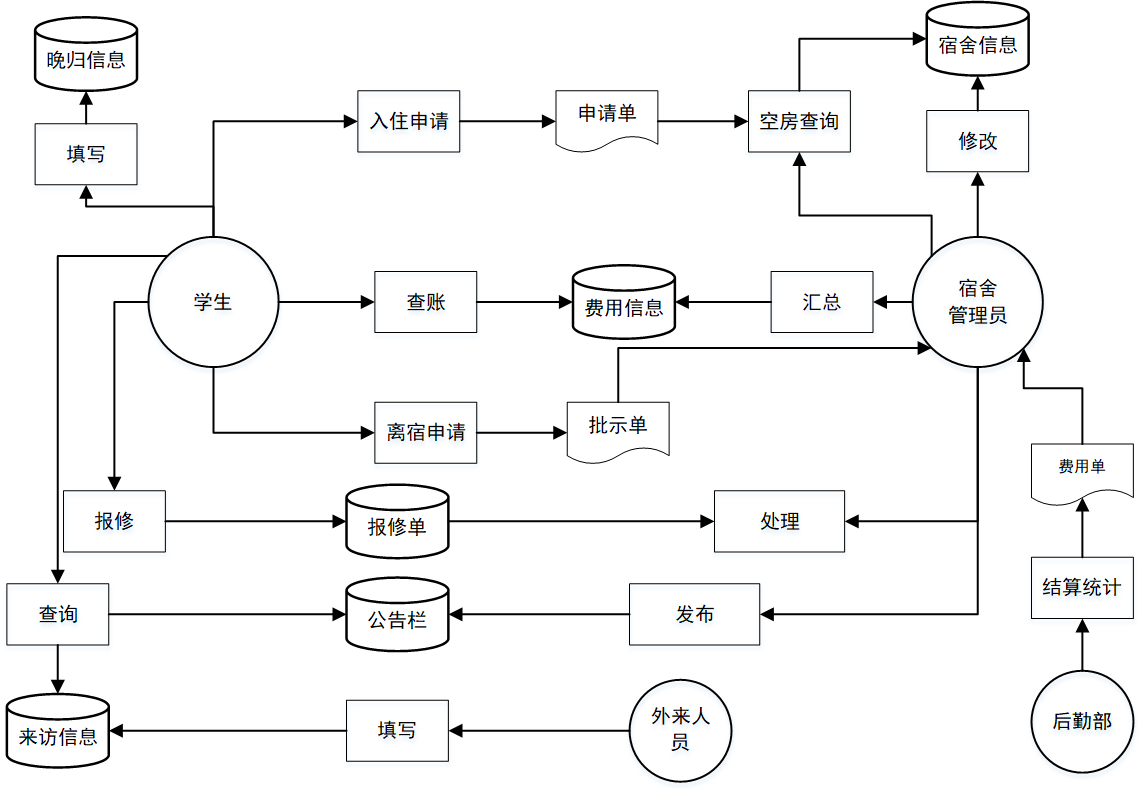 晚归信息
宿舍信息
入住申请
申请单
空房查询
填写
修改
学生
查账
费用信息
汇总
宿舍
管理员
离宿申请
批示单
费用单
报修
报修单
处理
结算统计
查询
公告栏
发布
来访信息
填写
外来人
员
后勤部